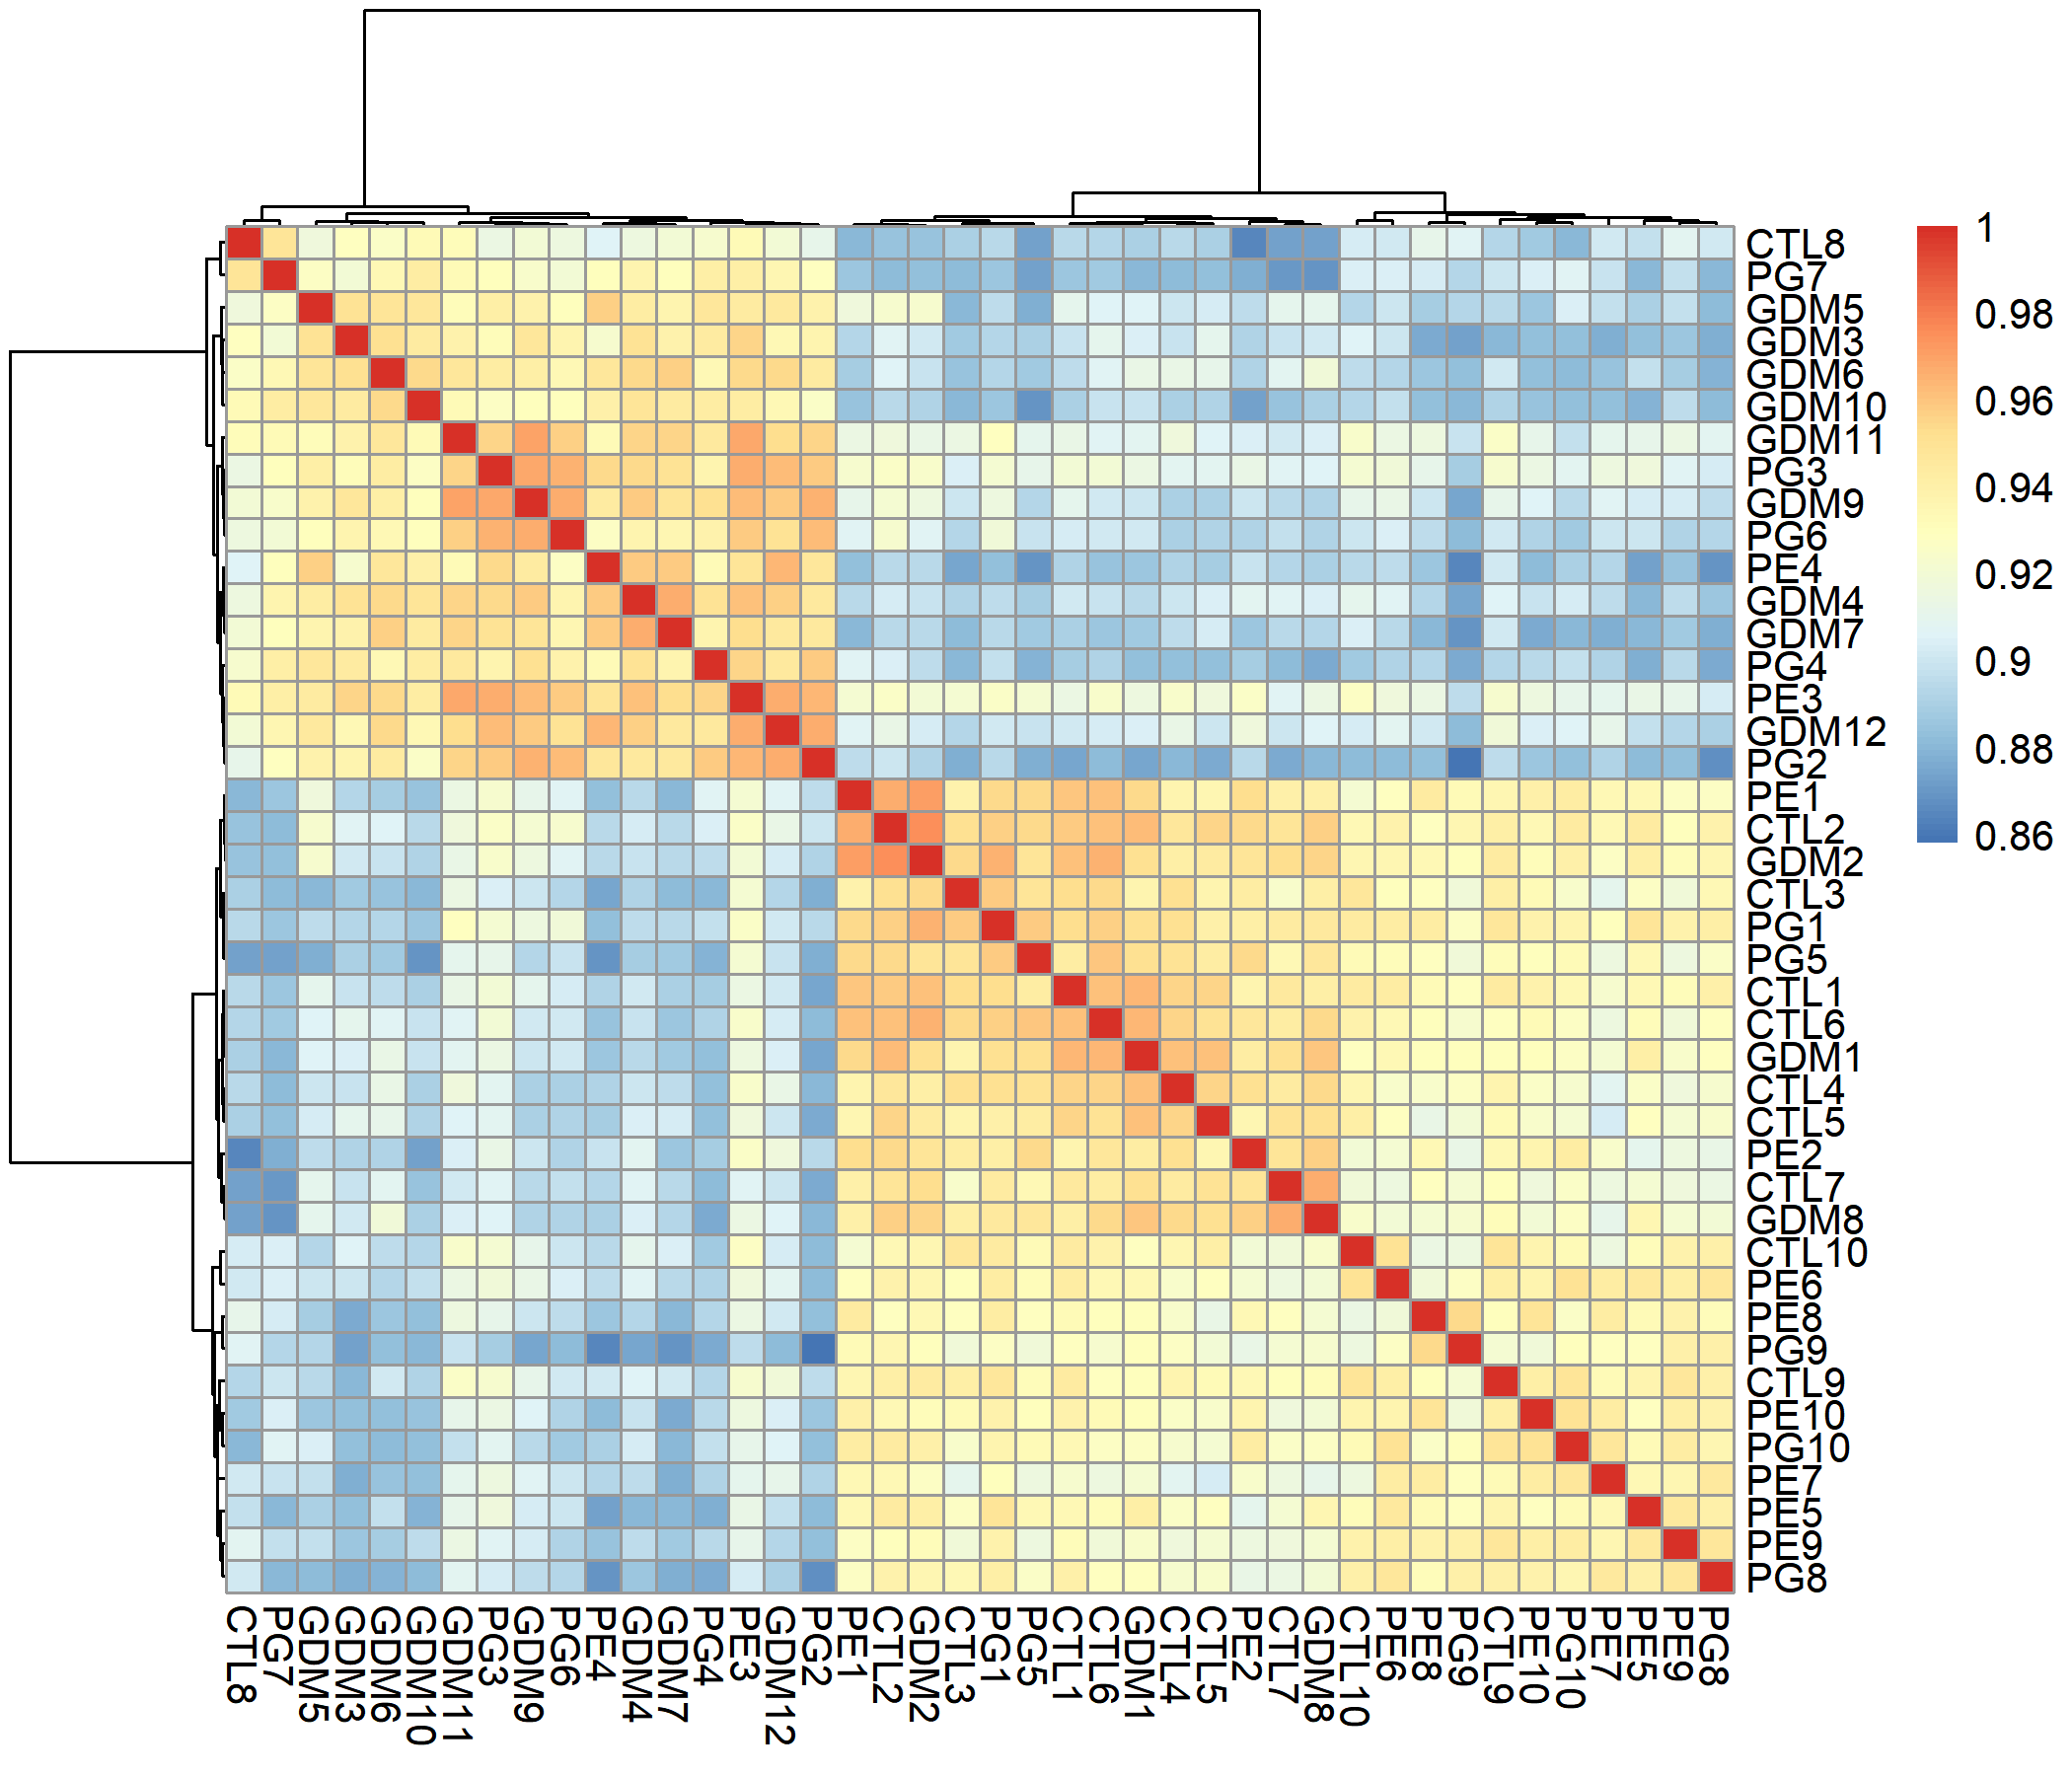 1
0.98
0.96
0.94
0.92
0.9
0.88
0.86
CTL8
PG7
GDM5
GDM3
GDM6
GDM10
GDM11
PG3
GDM9
PG6
PE4
GDM4
GDM7
PG4
PE3
GDM12
PG2
PE1
CTL2
GDM2
CTL3
PG1
PG5
CTL1
CTL6
GDM1
CTL4
CTL5
PE2
CTL7
GDM8
CTL10
PE6
PE8
PG9
CTL9
PE10
PG10
PE7
PE5
PE9
PG8
CTL8
PG7
GDM5
GDM3
GDM6
GDM10
GDM11
PG3
GDM9
PG6
PE4
GDM4
GDM7
PG4
PE3
GDM12
PG2
PE1
CTL2
GDM2
CTL3
PG1
PG5
CTL1
CTL6
GDM1
CTL4
CTL5
PE2
CTL7
GDM8
CTL10
PE6
PE8
PG9
CTL9
PE10
PG10
PE7
PE5
PE9
PG8